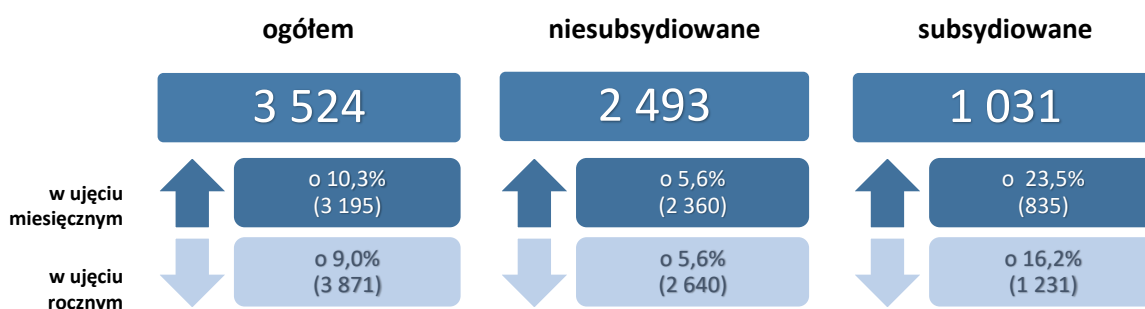 ogółem niesubsydiowane subsydiowane
3 524 2 493 1 031
w ujęciu
miesięcznym
o 10,3%
(3 195)
o 5,6%
(2 360)
o 23,5%
(835)
w ujęciu
rocznym
o 9,0%
(3 871)
o 5,6%
(2 640)
o 16,2%
(1 231)